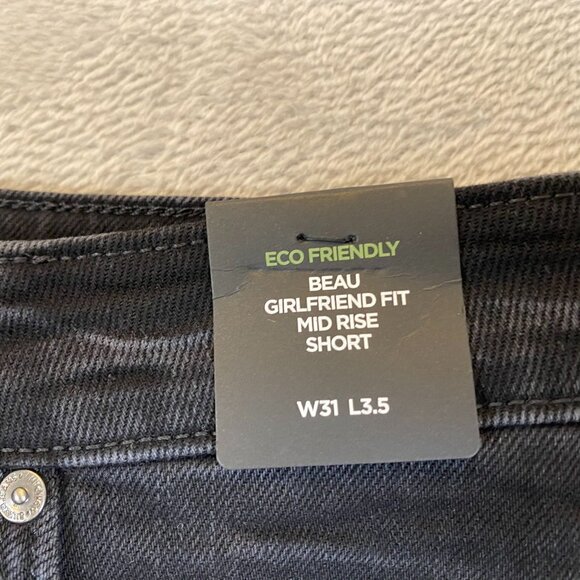 ECO FRIENDLY
BEAU
GIRLFRIEND FIT
MID RISE
SHORT
W31 L3.5